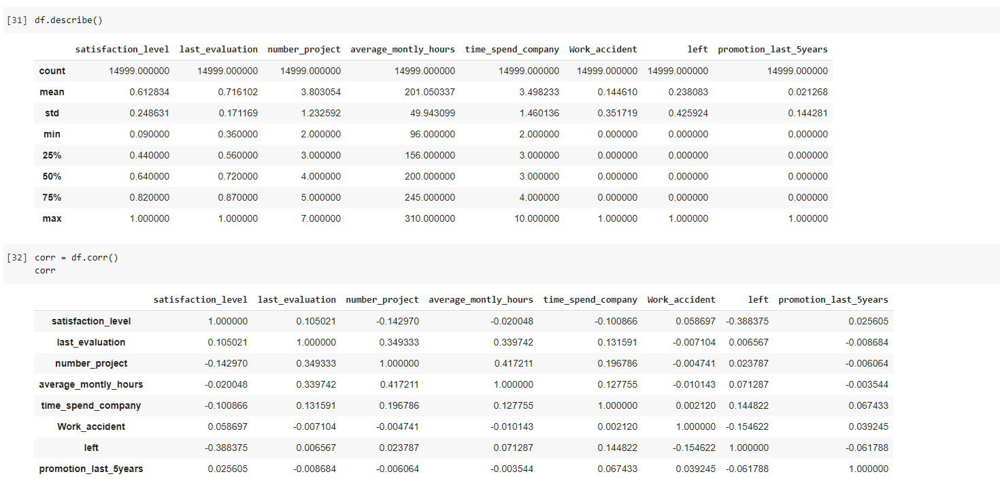 [31] df.describe()
satisfaction_level last_evaluation number_project average_montly_hours time_spend_company Work_accident left promotion_last_5years
count 14999.000000 14999.000000 14999.000000 14999.000000 14999.000000 14999.000000 14999.000000 14999.000000
mean 0.612834 0.716102 3.803054 201.050337 3.498233 0.144610 0.238083 0.021268
std 0.248631 0.171169 1.232592 49.943099 1.460136 0.351719 0.425924 0.144281
min 0.090000 0.360000 2.000000 96.000000 2.000000 0.000000 0.000000 0.000000
25% 0.440000 0.560000 3.000000 156.000000 3.000000 0.000000 0.000000 0.000000
50% 0.640000 0.720000 4.000000 200.000000 3.000000 0.000000 0.000000 0.000000
75% 0.820000 0.870000 5.000000 245.000000 4.000000 0.000000 0.000000 0.000000
max 1.000000 1.000000 7.000000 310.000000 10.000000 1.000000 1.000000 1.000000
[32] corr = df.corr()
corr
satisfaction_level last_evaluation number_project average_montly_hours time_spend_company Work_accident left promotion_last_5years
satisfaction_level 1.000000 0.105021 -0.142970 -0.020048 -0.100866 0.058697 -0.388375 0.025605
last_evaluation 0.105021 1.000000 0.349333 0.339742 0.131591 -0.007104 0.006567 -0.008684
number_project -0.142970 0.349333 1.000000 0.417211 0.196786 -0.004741 0.023787 -0.006064
average_montly_hours -0.020048 0.339742 0.417211 1.000000 0.127755 -0.010143 0.071287 -0.003544
time_spend_company -0.100866 0.131591 0.196786 0.127755 1.000000 0.002120 0.144822 0.067433
Work_accident 0.058697 -0.007104 -0.004741 -0.010143 0.002120 1.000000 -0.154622 0.039245
left -0.388375 0.006567 0.023787 0.071287 0.144822 -0.154622 1.000000 -0.061788
promotion_last_5years 0.025605 -0.008684 -0.006064 -0.003544 0.067433 0.039245 -0.061788 1.000000